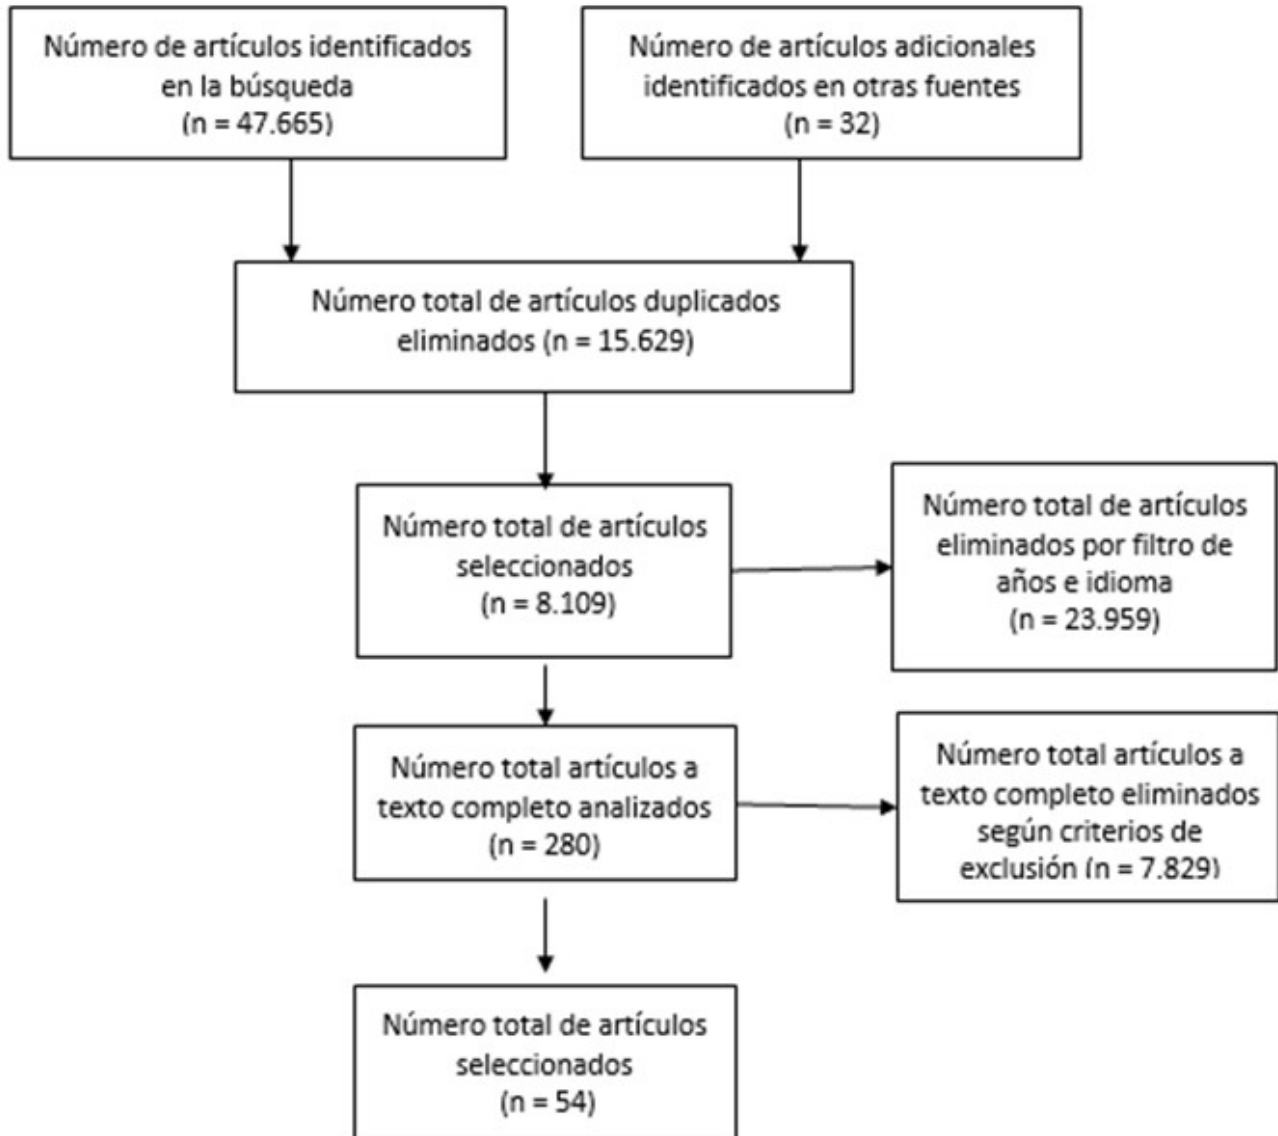 Número de artículos identificados
en la búsqueda
(n = 47.665)
Número de artículos adicionales
identificados en otras fuentes
(n = 32)
Número total de artículos duplicados
eliminados (n = 15.629)
Número total de artículos
seleccionados
(n = 8.109)
Número total de artículos
eliminados por filtro de
años e idioma
(n = 23.959)
Número total artículos a
texto completo analizados
(n = 280)
Número total artículos a
texto completo eliminados
según criterios de
exclusión (n = 7.829)
Número total de artículos
seleccionados
(n = 54)